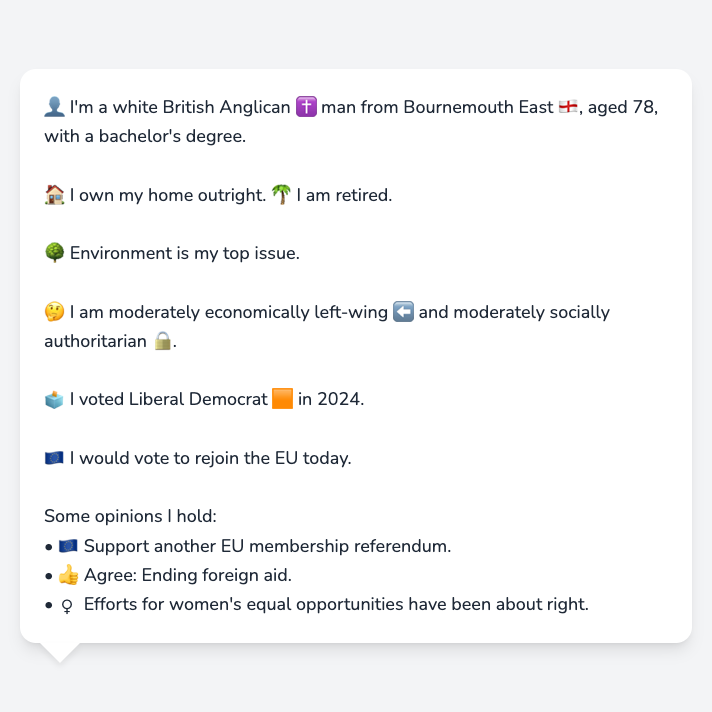 👤 I'm a white British Anglican ✝️ man from Bournemouth East 🏴󠁧󠁢󠁥󠁮󠁧󠁿, aged 78,
with a bachelor's degree.
🏠 I own my home outright. 🌴 I am retired.
🌳 Environment is my top issue.
🤔 I am moderately economically left-wing ⬅️ and moderately socially
authoritarian 🔒.
🗳️ I voted Liberal Democrat 🟧 in 2024.
🇪🇺 I would vote to rejoin the EU today.
Some opinions I hold:
• 🇪🇺 Support another EU membership referendum.
• 👍 Agree: Ending foreign aid.
• ♀ Efforts for women's equal opportunities have been about right.